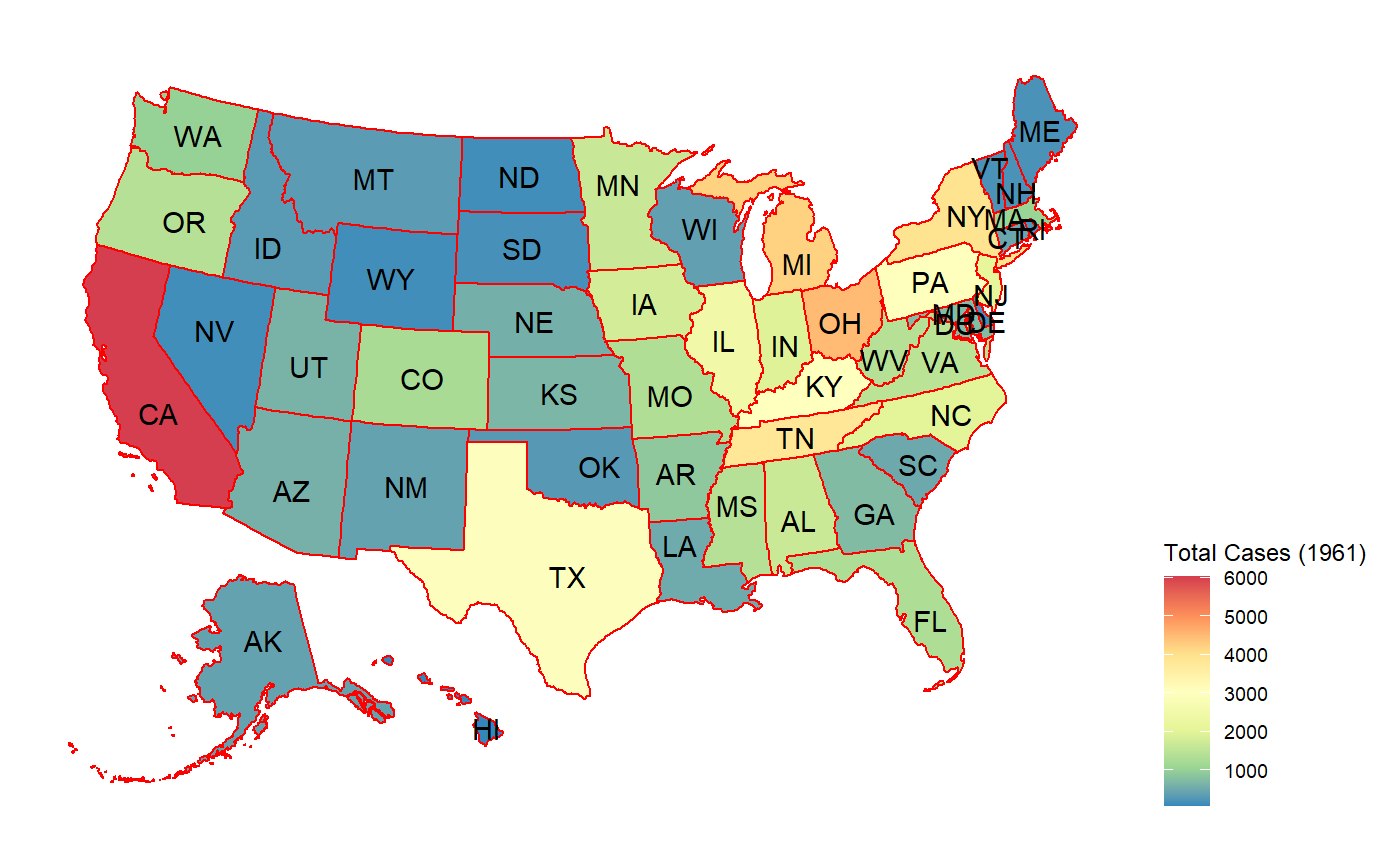 ME
WA
VT
ND
MT
MN
NH
NY
MA
OR
WI
RI
CT
ID
SD
MI
WY
PA
NJ
IA
MD
DC
DE
NE
OH
NV
IL
IN
WV
VA
UT
CO
KY
KS
MO
CA
NC
TN
SC
OK
AR
AZ
NM
MS
GA
AL
LA
Total Cases (1961)
TX
6000
5000
FL
4000
AK
3000
2000
HI
1000